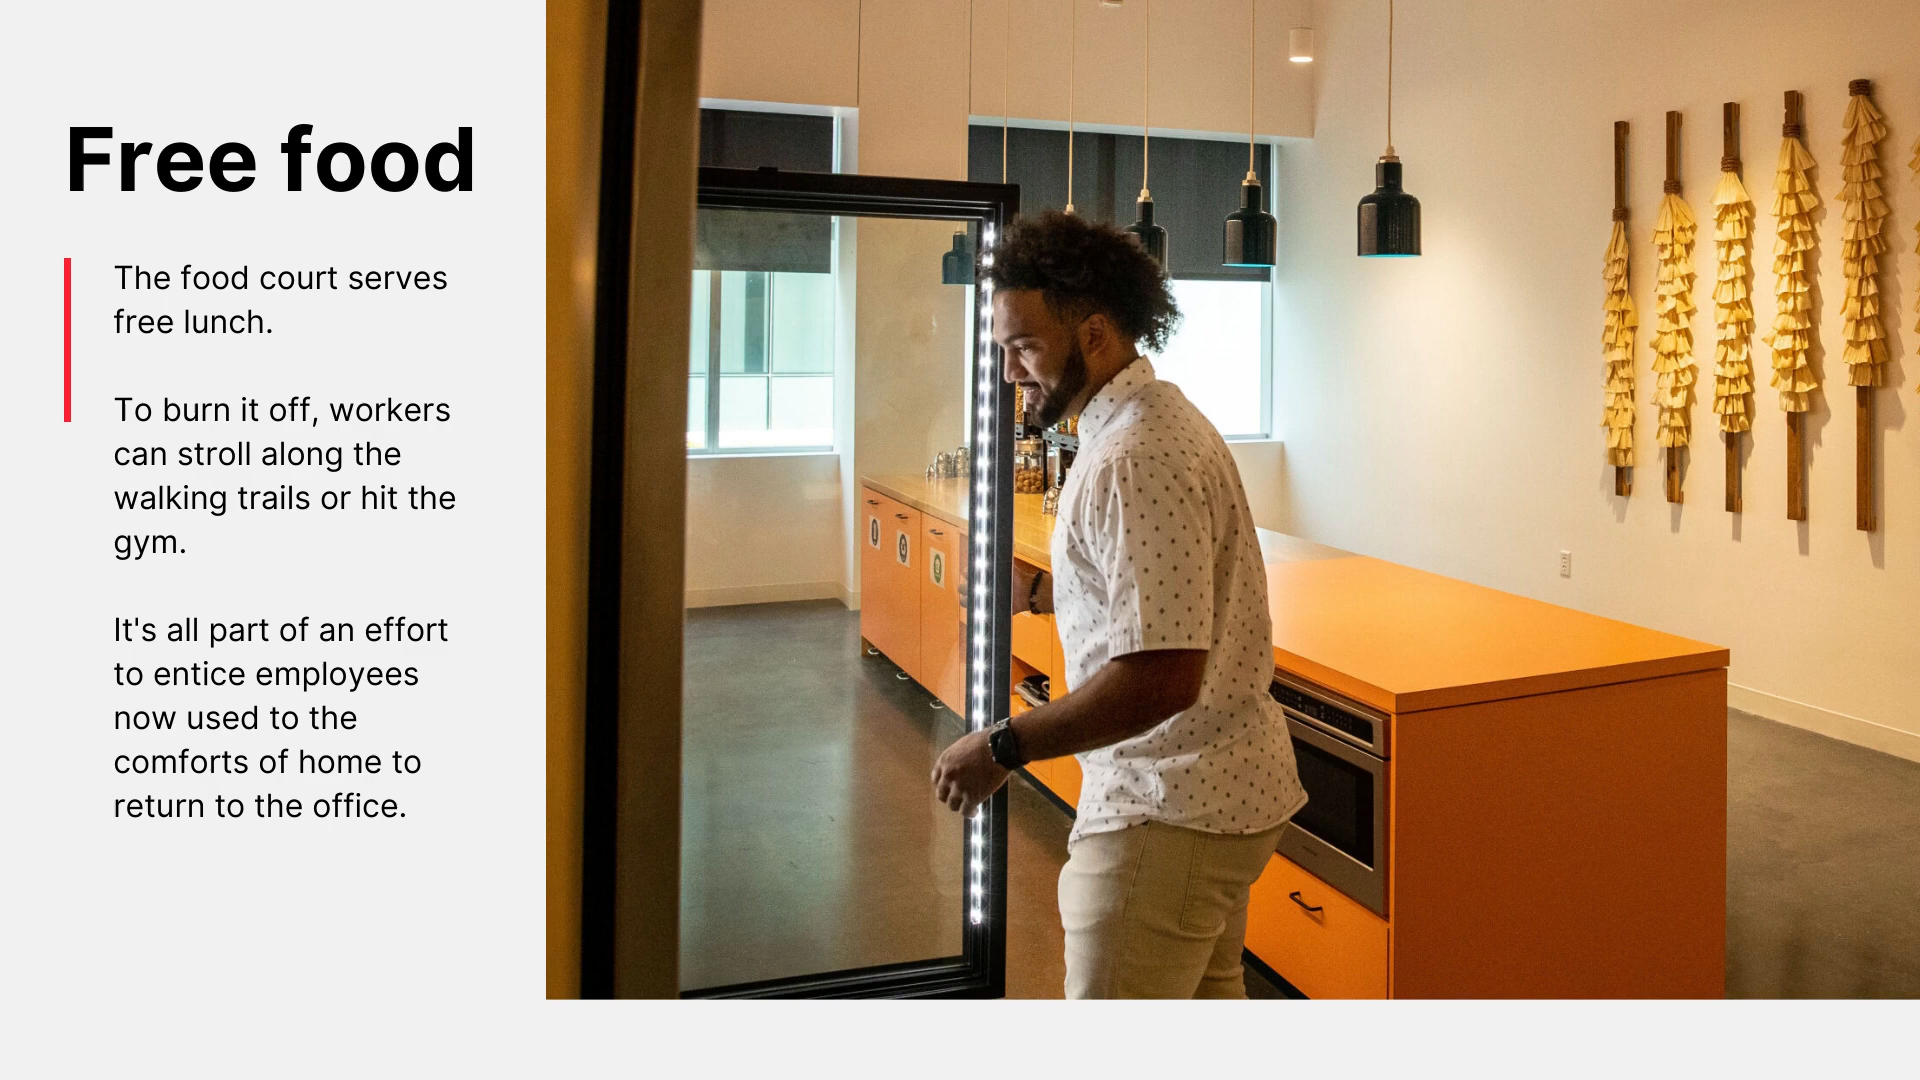 Free food
The food court serves
free lunch.
To burn it off, workers
can stroll along the
walking trails or hit the
gym.
It's all part of an effort
to entice employees
now used to the
comforts of home to
return to the office.